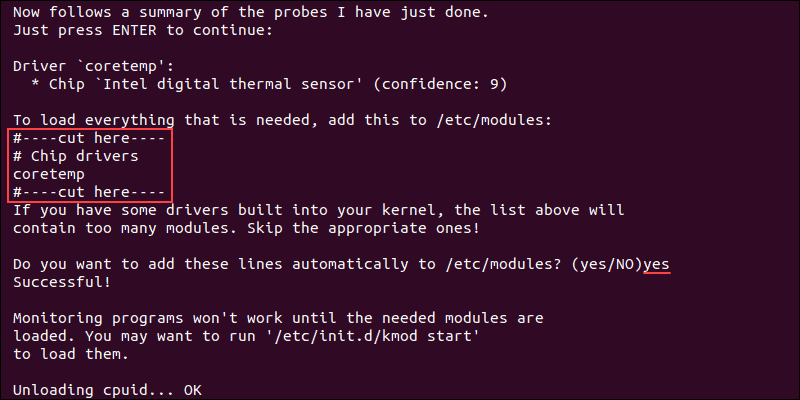 Now follows a summary of the probes I have just done.
Just press ENTER to continue:
Driver `coretemp':
* Chip `Intel digital thermal sensor' (confidence: 9)
To load everything that is needed, add this to /etc/modules:
#----cut here----
# Chip drivers
coretemp
#----cut here----
If you have some drivers built into your kernel, the list above will
contain too many modules. Skip the appropriate ones!
Do you want to add these lines automatically to /etc/modules? (yes/NO)yes
Successful!
Monitoring programs won't work until the needed modules are
loaded. You may want to run '/etc/init.d/kmod start'
to load them.
Unloading cpuid... OK